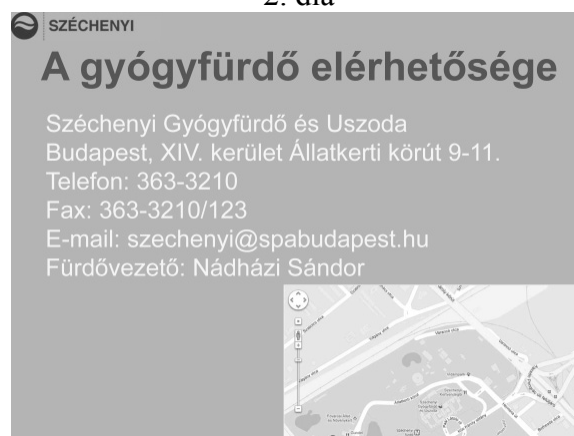 2. dia
SZÉCHENYI
A gyógyfürdő elérhetősége
Széchenyi Gyógyfürdő és Uszoda
Budapest, XIV. kerület Állatkerti körút 9-11.
Telefon: 363-3210
Fax: 363-3210/123
E-mail: szechenyi@spabudapest.hu
Fürdővezető: Nádházi Sándor